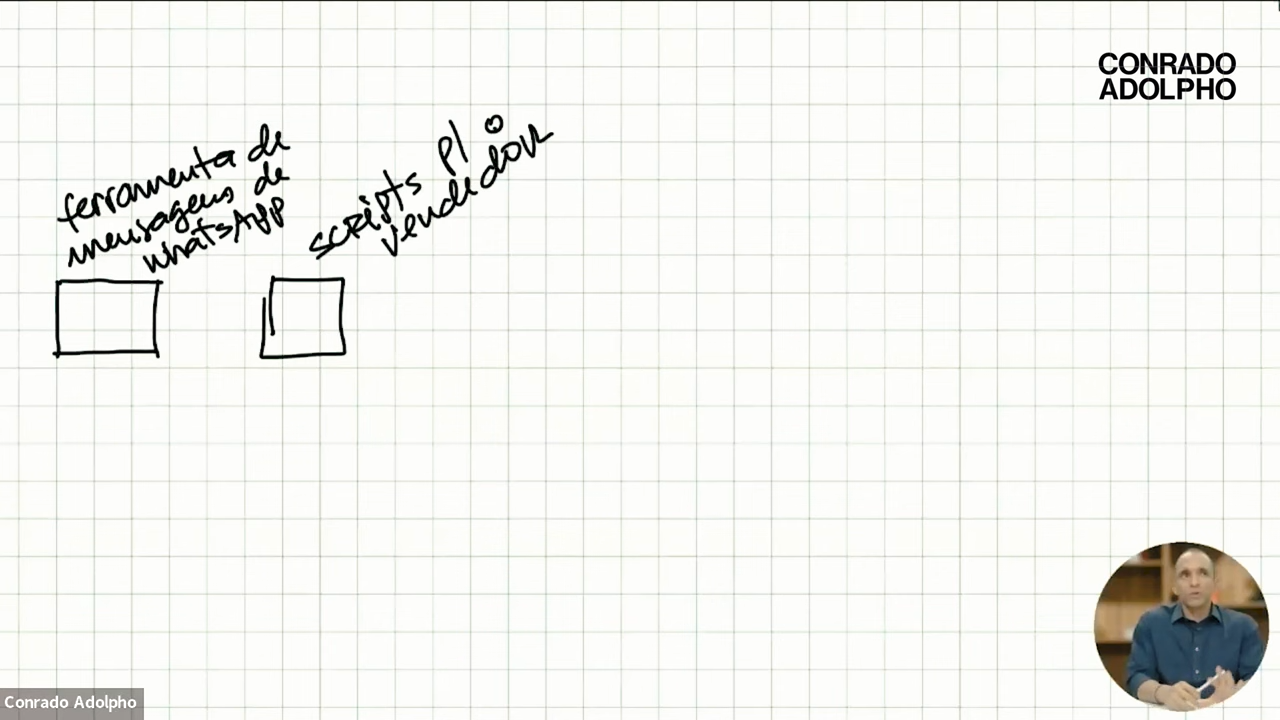 CONRADO
ADOLPHO
ferramenta de
mensagens de
whatsApp
scripts p/ o
vendedor
Conrado Adolpho